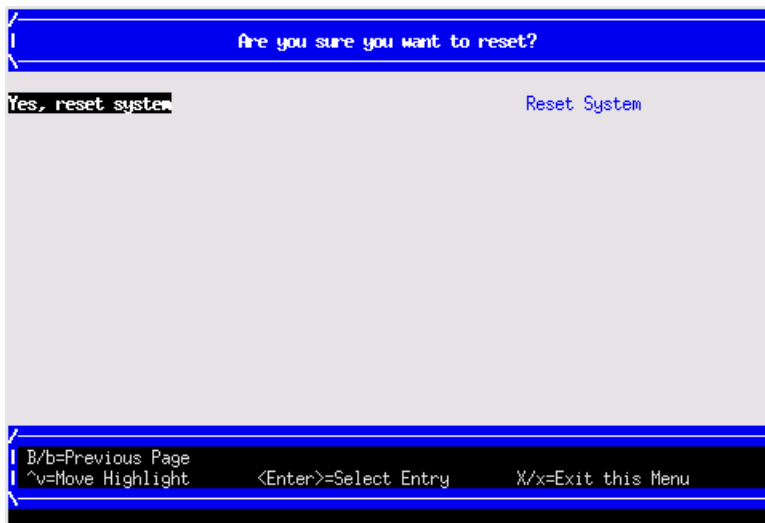 Are you sure you want to reset?
Yes, reset system Reset System
B/b=Previous Page
^v=Move Highlight <Enter>=Select Entry X/x=Exit this Menu